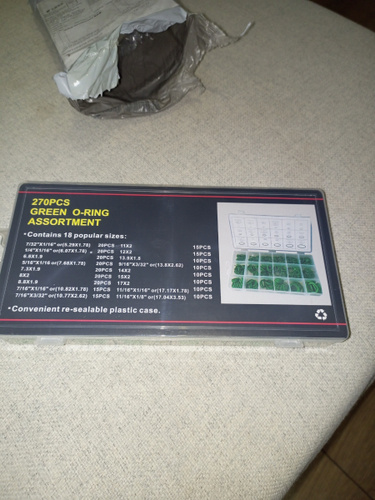 270PCS
GREEN O-RING
ASSORTMENT
•Contains 18 popular sizes:
7/32"X1/16" or(5.29X1.78) 20PCS 11X2 15PCS
1/4"X1/16" or(6.07X1.78) 20PCS 12X2 15PCS
6.8X1.9 20PCS 13.9X1.9 10PCS
5/16"X1/16 or(7.66X1.78) 20PCS 9/16"X3/32" or(13.8X2.62) 10PCS
7.3X1.9 20PCS 14X2 10PCS
8X2 20PCS 15X2 10PCS
8.8X1.9 20PCS 17X2 10PCS
7/16"X1/16" or(10.82X1.78) 15PCS 11/16"X1/16" or(17.17X1.78) 10PCS
7/16"X3/32" or(10.77X2.62) 15PCS 11/16"X1/8" or(17.04X3.53) 10PCS
•Convenient re-sealable plastic case.